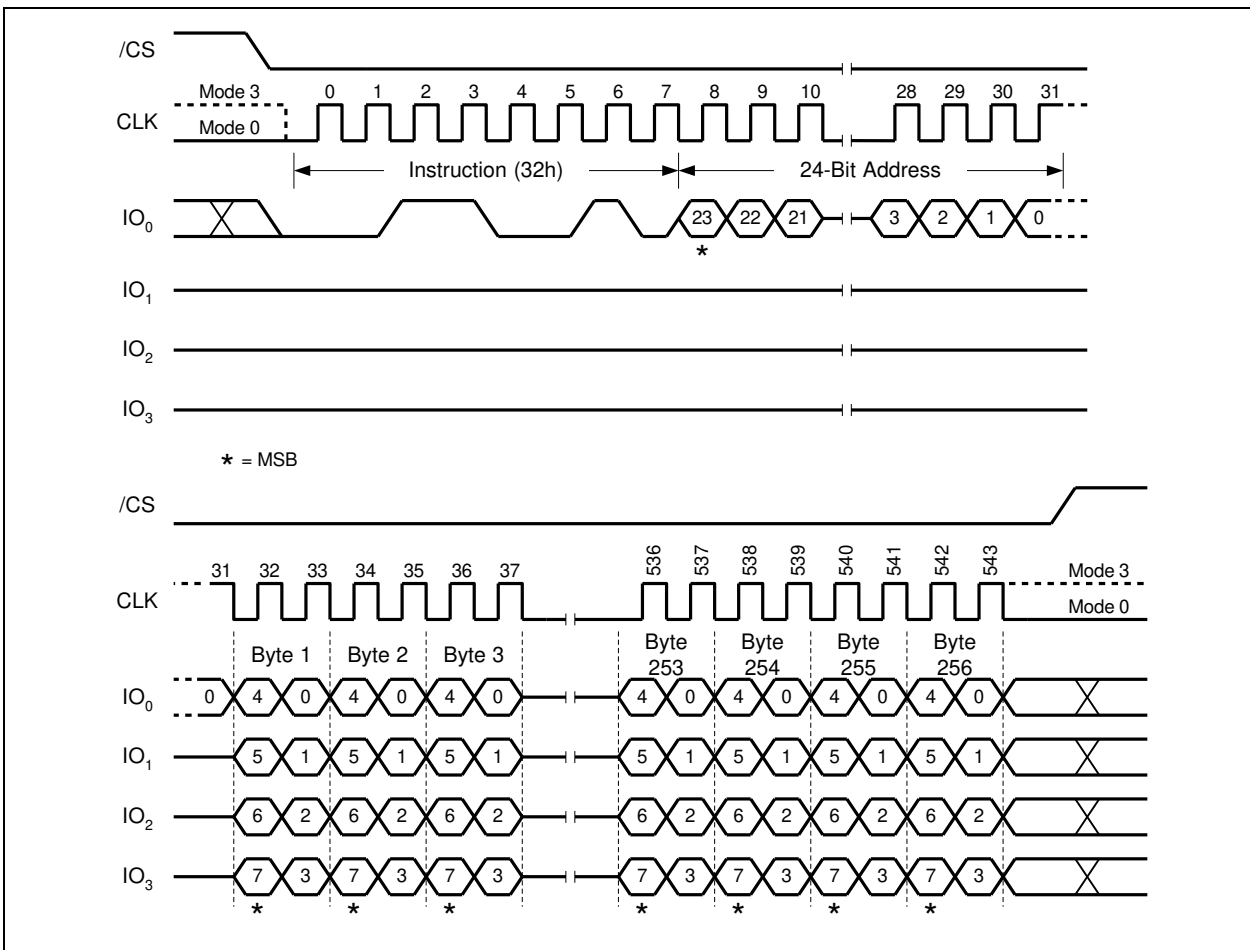 /CS
Mode 3 0 1 2 3 4 5 6 7 8 9 10 28 29 30 31
CLK Mode 0
Instruction (32h) 24-Bit Address
IO0 23 22 21 3 2 1 0
*
IO1
IO2
IO3
* = MSB
/CS
31 32 33 34 35 36 37 536 537 538 539 540 541 542 543 Mode 3
CLK Mode 0
Byte 1 Byte 2 Byte 3 Byte 253 Byte 254 Byte 255 Byte 256
IO0 0 4 0 4 0 4 0 4 0 4 0 4 0 4 0
IO1 5 1 5 1 5 1 5 1 5 1 5 1 5 1
IO2 6 2 6 2 6 2 6 2 6 2 6 2 6 2
IO3 7 3 7 3 7 3 7 3 7 3 7 3 7 3
* * * * * * *